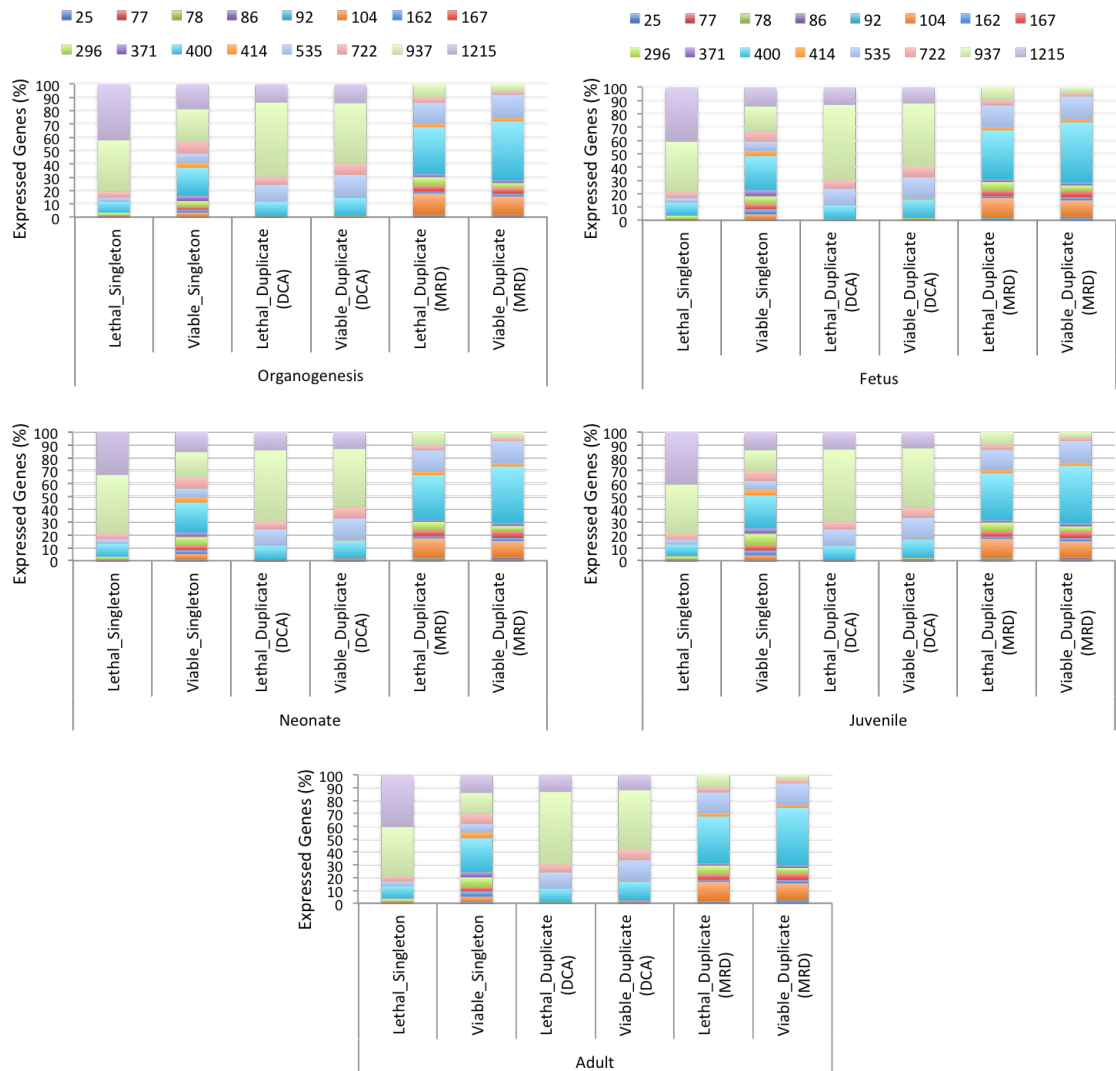 25 77 78 86 92 104 162 167
296 371 400 414 535 722 937 1215
Expressed Genes (%)
100
90
80
70
60
50
40
30
20
10
0
Lethal_Singleton
Viable_Singleton
Lethal_Duplicate
(DCA)
Viable_Duplicate
(DCA)
Lethal_Duplicate
(MRD)
Viable_Duplicate
(MRD)
Organogenesis
25 77 78 86 92 104 162 167
296 371 400 414 535 722 937 1215
Expressed Genes (%)
100
90
80
70
60
50
40
30
20
10
0
Lethal_Singleton
Viable_Singleton
Lethal_Duplicate
(DCA)
Viable_Duplicate
(DCA)
Lethal_Duplicate
(MRD)
Viable_Duplicate
(MRD)
Fetus
Expressed Genes (%)
100
90
80
70
60
50
40
30
20
10
0
Lethal_Singleton
Viable_Singleton
Lethal_Duplicate
(DCA)
Viable_Duplicate
(DCA)
Lethal_Duplicate
(MRD)
Viable_Duplicate
(MRD)
Neonate
Expressed Genes (%)
100
90
80
70
60
50
40
30
20
10
0
Lethal_Singleton
Viable_Singleton
Lethal_Duplicate
(DCA)
Viable_Duplicate
(DCA)
Lethal_Duplicate
(MRD)
Viable_Duplicate
(MRD)
Juvenile
Expressed Genes (%)
100
90
80
70
60
50
40
30
20
10
0
Lethal_Singleton
Viable_Singleton
Lethal_Duplicate
(DCA)
Viable_Duplicate
(DCA)
Lethal_Duplicate
(MRD)
Viable_Duplicate
(MRD)
Adult